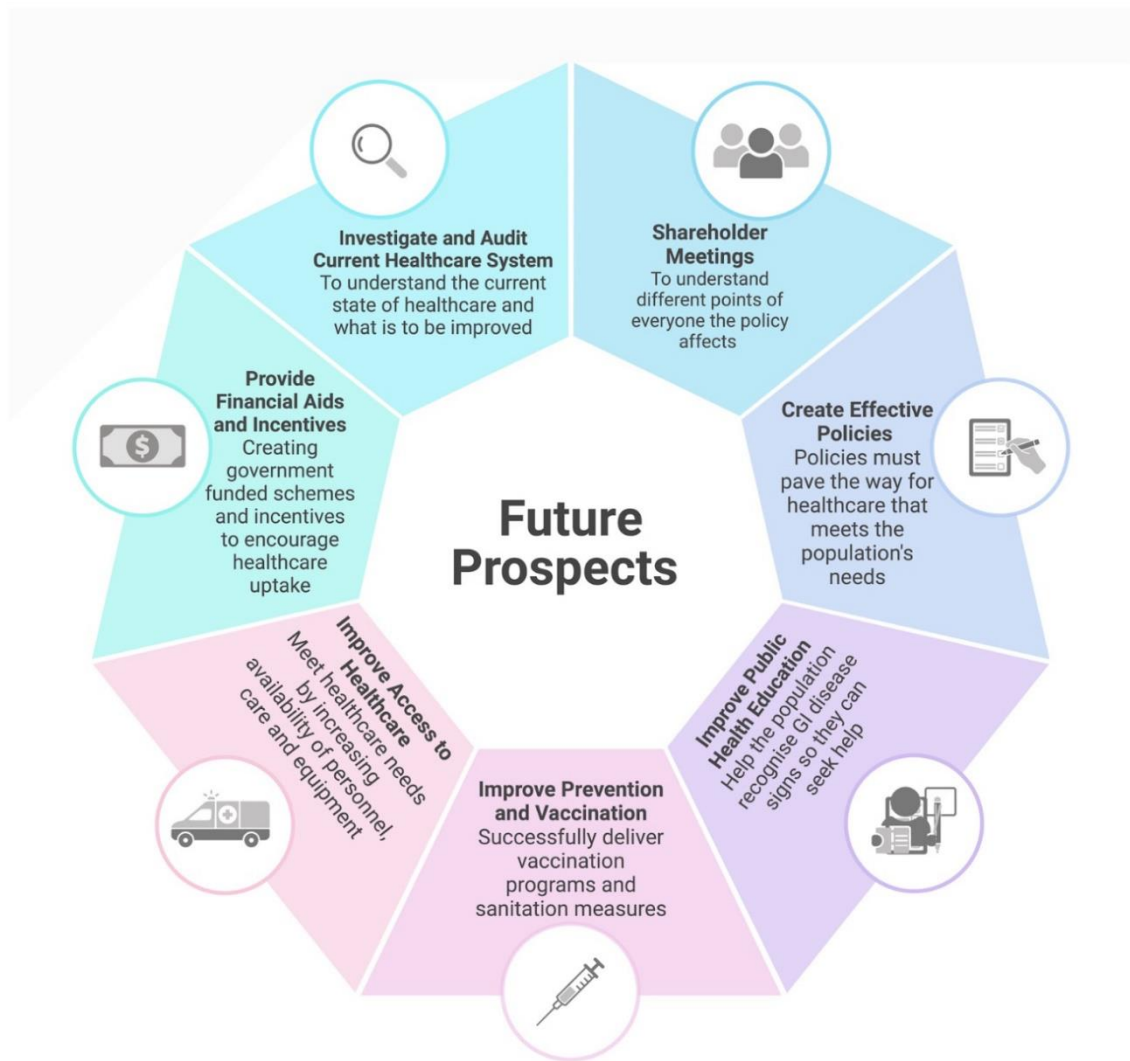 Investigate and Audit
Current Healthcare System
To understand the current
state of healthcare and
what is to be improved
Shareholder
Meetings
To understand
different points of
everyone the policy
affects
Provide
Financial Aids
and Incentives
Creating
government
funded schemes
and incentives
to encourage
healthcare
uptake
$
Create Effective
Policies
Policies must
pave the way for
healthcare that
meets the
population's
needs
Future
Prospects
Improve Access to
Healthcare
Meet healthcare needs
by increasing
availability of personnel,
care and equipment
Improve Public
Health Education
Help the population
recognise GI disease
signs so they can
seek help
Improve Prevention
and Vaccination
Successfully deliver
vaccination
programs and
sanitation measures